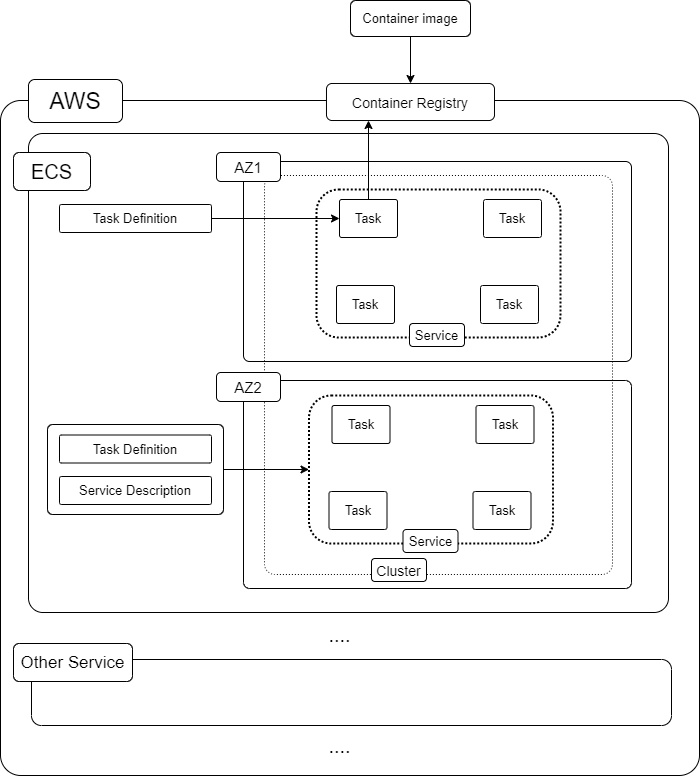 Container image
AWS
Container Registry
ECS
AZ1
Task Definition
Task
Task
Task
Task
Service
AZ2
Task
Task
Task Definition
Service Description
Task
Task
Service
Cluster
....
Other Service
....